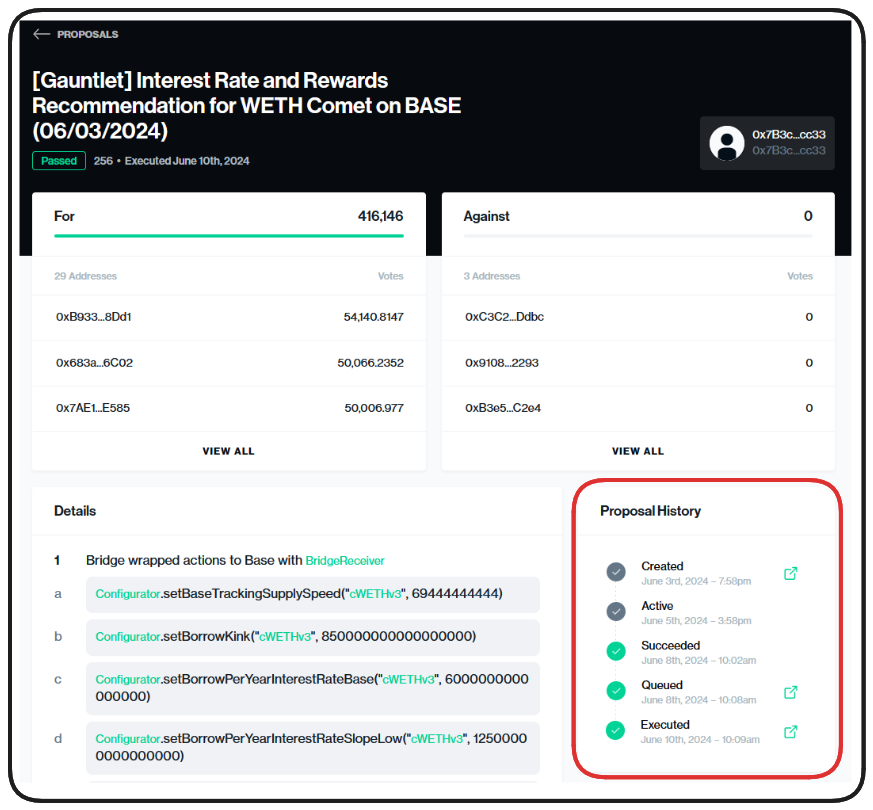 PROPOSALS
[Gauntlet] Interest Rate and Rewards
Recommendation for WETH Comet on BASE
(06/03/2024)
Passed 256 • Executed June 10th, 2024
0x7B3c...cc33
0x7B3c...cc33
For 416,146
29 Addresses Votes
0xB933...8Dd1 54,140.8147
0x683a...6C02 50,066.2352
0x7AE1...E585 50,006.977
VIEW ALL
Against 0
3 Addresses Votes
0xC3C2...Ddbc 0
0x9108...2293 0
0xB3e5...C2e4 0
VIEW ALL
Details
1 Bridge wrapped actions to Base with BridgeReceiver
a Configurator.setBaseTrackingSupplySpeed("cWETHv3", 69444444444)
b Configurator.setBorrowKink("cWETHv3", 850000000000000000)
c Configurator.setBorrowPerYearInterestRateBase("cWETHv3", 6000000000
000000)
d Configurator.setBorrowPerYearInterestRateSlopeLow("cWETHv3", 1250000
0000000000)
Proposal History
Created
June 3rd, 2024 – 7:58pm
Active
June 5th, 2024 – 3:58pm
Succeeded
June 8th, 2024 – 10:02am
Queued
June 8th, 2024 – 10:08am
Executed
June 10th, 2024 – 10:09am